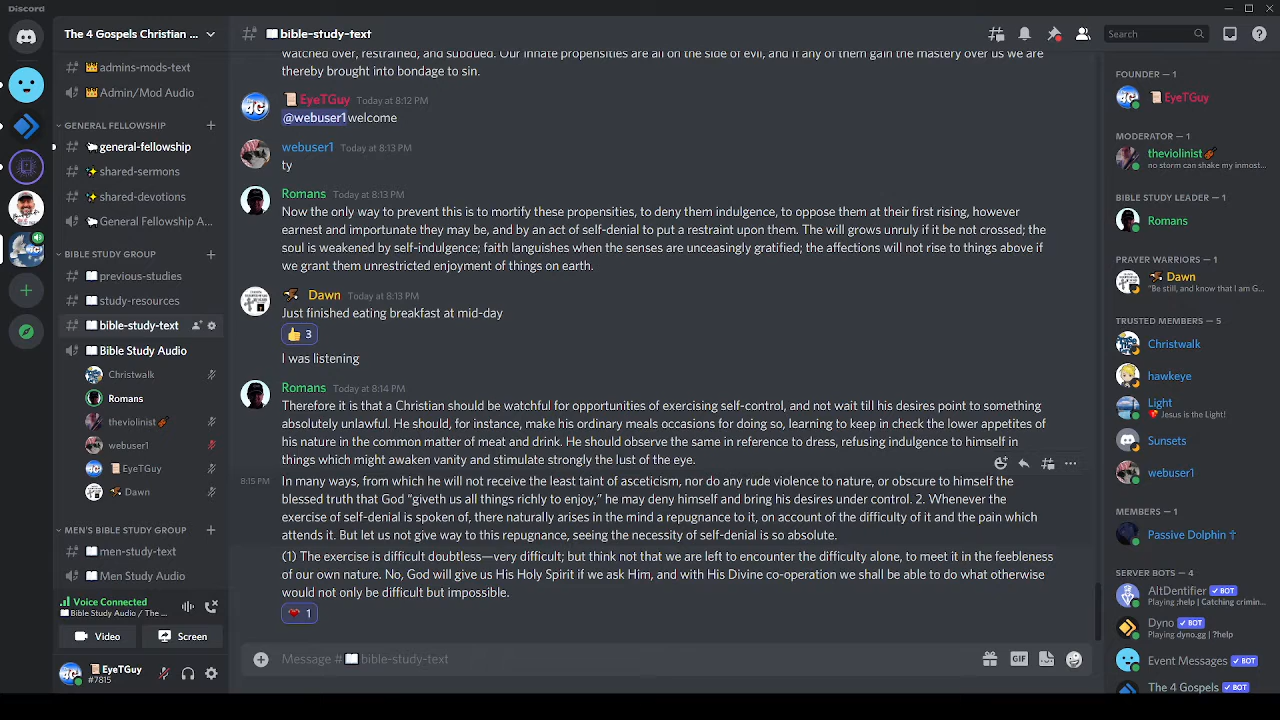 Discord
The 4 Gospels Christian ...
admins-mods-text
Admin/Mod Audio
GENERAL FELLOWSHIP
general-fellowship
shared-sermons
shared-devotions
General Fellowship A...
BIBLE STUDY GROUP
previous-studies
study-resources
bible-study-text
Bible Study Audio
Christwalk
Romans
theviolinist
webuser1
EyeTGuy
Dawn
MEN'S BIBLE STUDY GROUP
men-study-text
Men Study Audio
Voice Connected
Bible Study Audio / The ...
Video
Screen
EyeTGuy
#7815
bible-study-text
Search
watched over, restrained, and subdued. Our innate propensities are all on the side of evil, and if any of them gain the mastery over us we are
thereby brought into bondage to sin.
EyeTGuy Today at 8:12 PM
@webuser1 welcome
webuser1 Today at 8:13 PM
ty
Romans Today at 8:13 PM
Now the only way to prevent this is to mortify these propensities, to deny them indulgence, to oppose them at their first rising, however
earnest and importunate they may be, and by an act of self-denial to put a restraint upon them. The will grows unruly if it be not crossed; the
soul is weakened by self-indulgence; faith languishes when the senses are unceasingly gratified; the affections will not rise to things above if
we grant them unrestricted enjoyment of things on earth.
Dawn Today at 8:13 PM
Just finished eating breakfast at mid-day
3
I was listening
Romans Today at 8:14 PM
Therefore it is that a Christian should be watchful for opportunities of exercising self-control, and not wait till his desires point to something
absolutely unlawful. He should, for instance, make his ordinary meals occasions for doing so, learning to keep in check the lower appetites of
his nature in the common matter of meat and drink. He should observe the same in reference to dress, refusing indulgence to himself in
things which might awaken vanity and stimulate strongly the lust of the eye.
8:15 PM In many ways, from which he will not receive the least taint of asceticism, nor do any rude violence to nature, or obscure to himself the
blessed truth that God "giveth us all things richly to enjoy," he may deny himself and bring his desires under control. 2. Whenever the
exercise of self-denial is spoken of, there naturally arises in the mind a repugnance to it, on account of the difficulty of it and the pain which
attends it. But let us not give way to this repugnance, seeing the necessity of self-denial is so absolute.
(1) The exercise is difficult doubtless—very difficult; but think not that we are left to encounter the difficulty alone, to meet it in the feebleness
of our own nature. No, God will give us His Holy Spirit if we ask Him, and with His Divine co-operation we shall be able to do what otherwise
would not only be difficult but impossible.
1
Message # bible-study-text
GIF
FOUNDER — 1
EyeTGuy
MODERATOR — 1
theviolinist
no storm can shake my inmost...
BIBLE STUDY LEADER — 1
Romans
PRAYER WARRIORS — 1
Dawn
"Be still, and know that I am G...
TRUSTED MEMBERS — 5
Christwalk
hawkeye
Light
Jesus is the Light!
Sunsets
webuser1
MEMBERS — 1
Passive Dolphin †
SERVER BOTS — 4
AltDentifier BOT
Playing ;help | Catching crimin...
Dyno BOT
Playing dyno.gg | ?help
Event Messages BOT
The 4 Gospels BOT